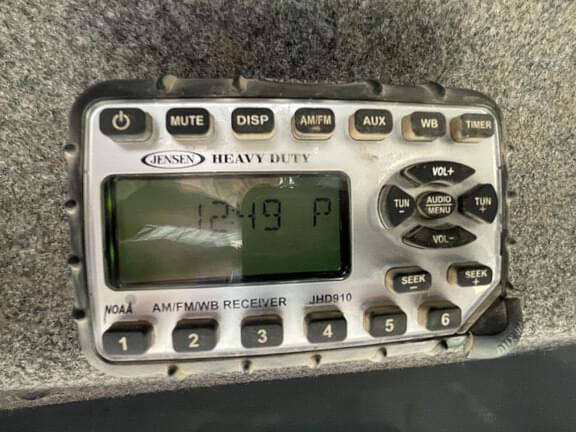 MUTE DISP AM/FM AUX WB TIMER
JENSEN HEAVY DUTY
VOL+
12:49 P
TUN - AUDIO/MENU TUN +
VOL-
SEEK - SEEK +
NOAA AM/FM/WB RECEIVER JHD910
1 2 3 4 5 6